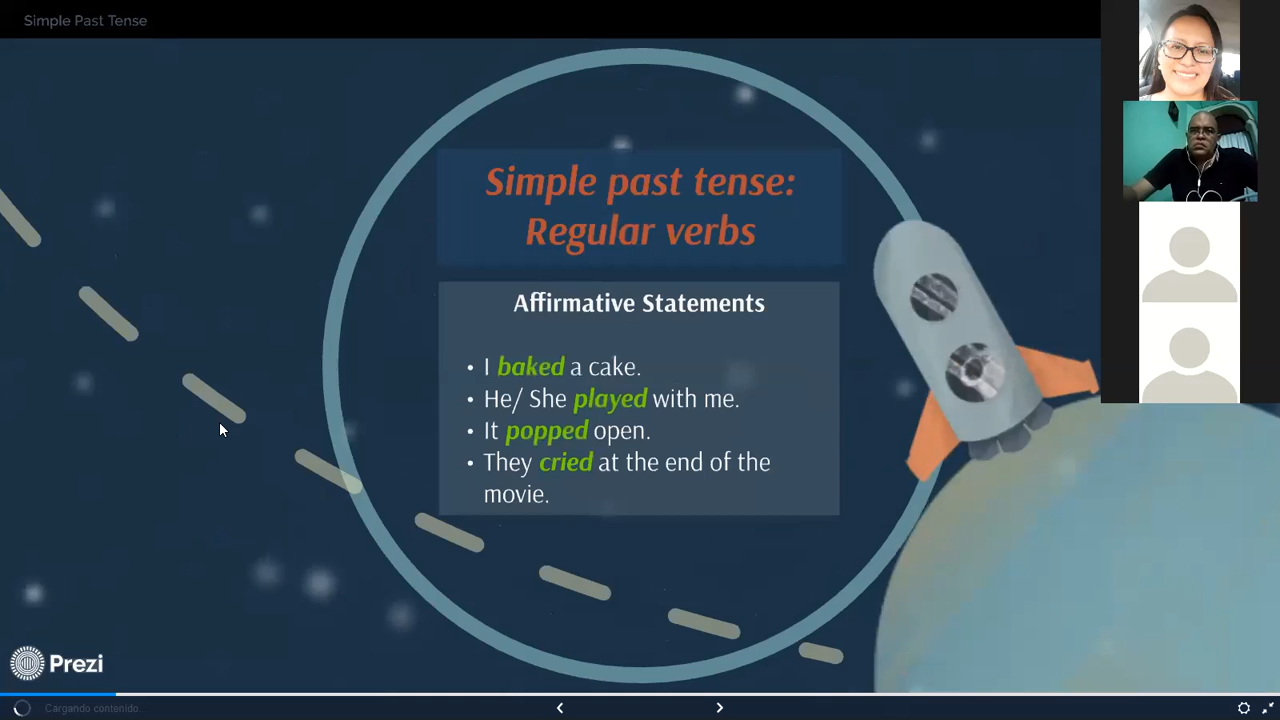 Simple Past Tense
Simple past tense:
Regular verbs
Affirmative Statements
• I baked a cake.
• He/ She played with me.
• It popped open.
• They cried at the end of the
movie.
Prezi
Cargando contenido..